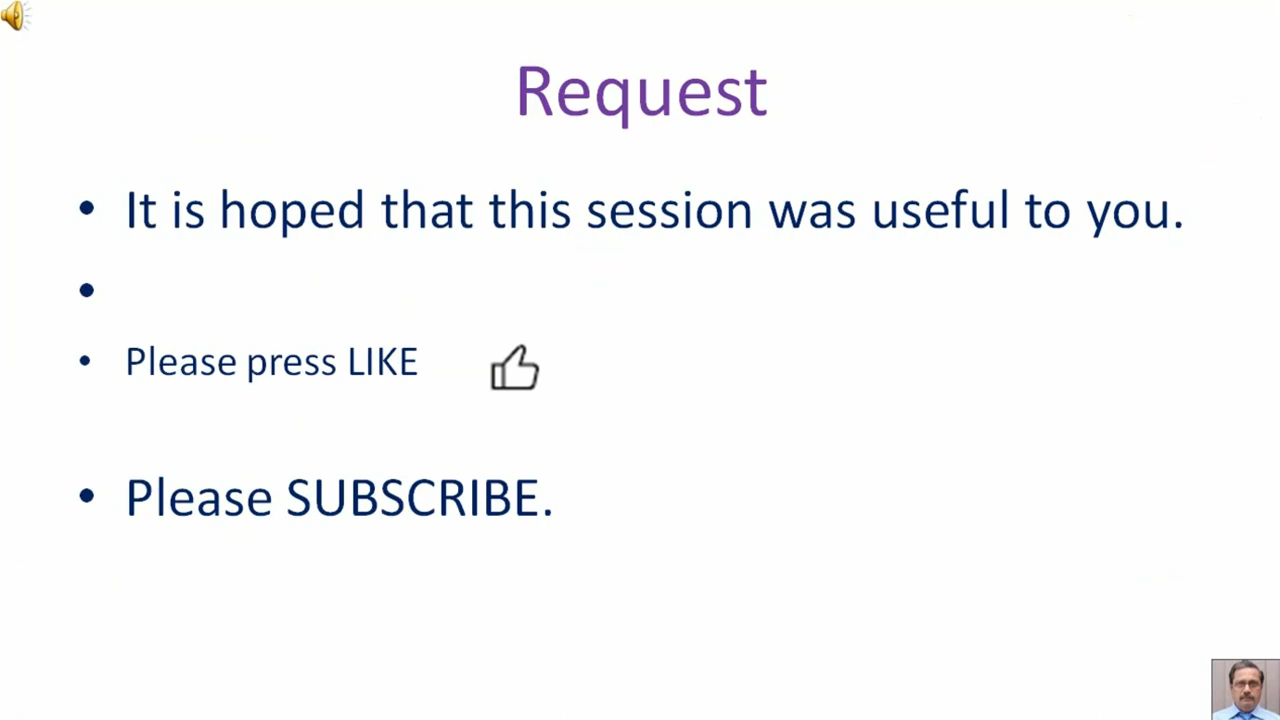 Request
• It is hoped that this session was useful to you.
•
• Please press LIKE
• Please SUBSCRIBE.